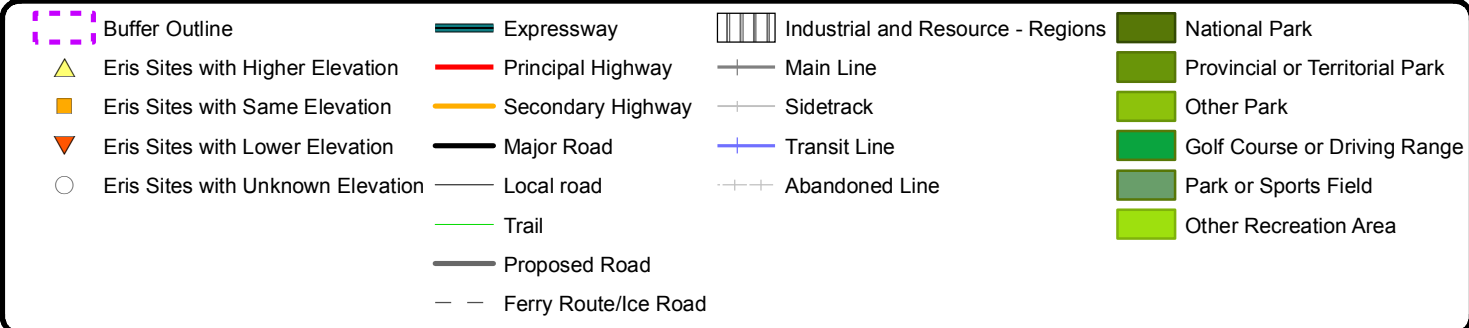 Buffer Outline
Eris Sites with Higher Elevation
Eris Sites with Same Elevation
Eris Sites with Lower Elevation
Eris Sites with Unknown Elevation
Expressway
Principal Highway
Secondary Highway
Major Road
Local road
Trail
Proposed Road
Ferry Route/Ice Road
Industrial and Resource - Regions
Main Line
Sidetrack
Transit Line
Abandoned Line
National Park
Provincial or Territorial Park
Other Park
Golf Course or Driving Range
Park or Sports Field
Other Recreation Area